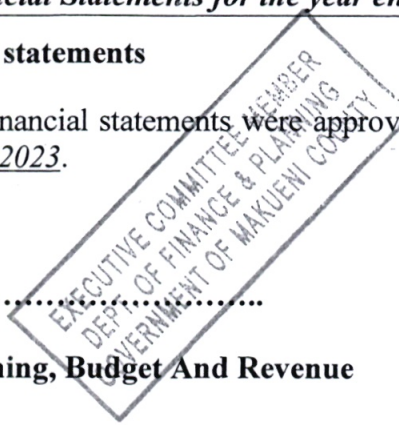 ncial Statements for the year en
statements
nancial statements were approv
2023.
EXECUTIVE COMMITTEE MEMBER
DEPT. OF FINANCE & PLANNING
GOVERNMENT OF MAKUENI COUNTY
ning, Budget And Revenue